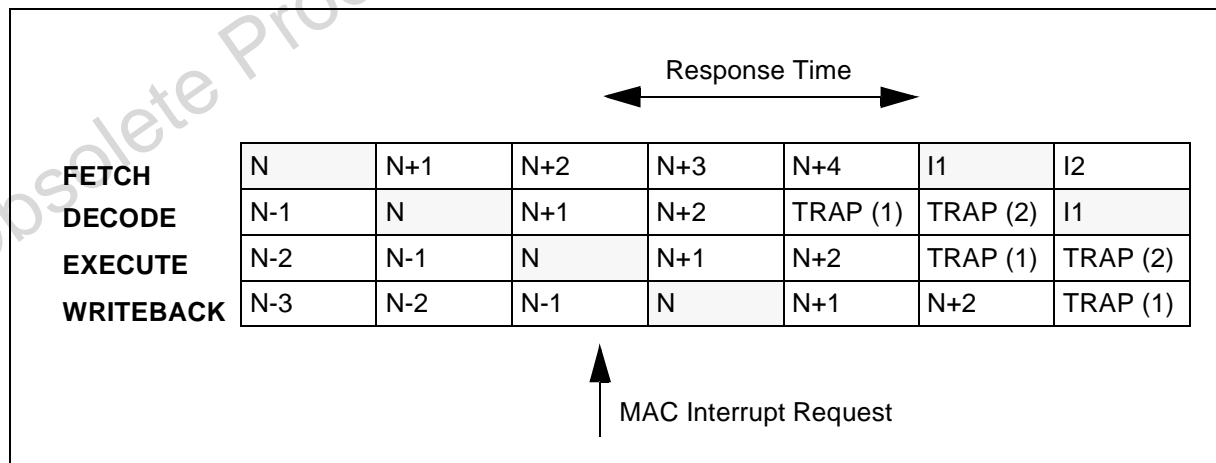 Obsolete Pro
Response Time
FETCH N N+1 N+2 N+3 N+4 I1 I2
DECODE N-1 N N+1 N+2 TRAP (1) TRAP (2) I1
EXECUTE N-2 N-1 N N+1 N+2 TRAP (1) TRAP (2)
WRITEBACK N-3 N-2 N-1 N N+1 N+2 TRAP (1)
MAC Interrupt Request